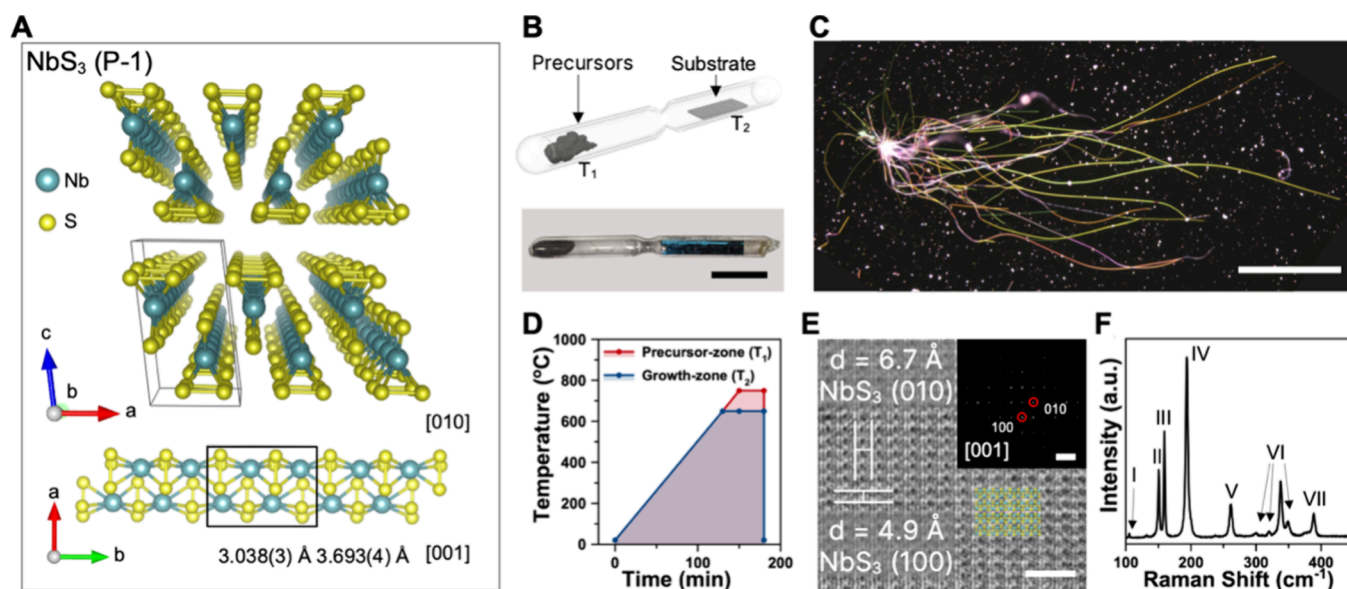 A
NbS₃ (P-1)
Nb
S
c
b
a
[010]
a
b
3.038(3) Å 3.693(4) Å
[001]
B
Precursors
Substrate
T₁
T₂
C
D
Temperature (ºC)
1000
800
600
400
200
0
Precursor-zone (T₁)
Growth-zone (T₂)
0
50
100
150
200
Time (min)
E
d = 6.7 Å
NbS₃ (010)
010
100
[001]
d = 4.9 Å
NbS₃ (100)
F
Intensity (a.u.)
I
II
III
IV
V
VI
VII
100
200
300
400
Raman Shift (cm⁻¹)